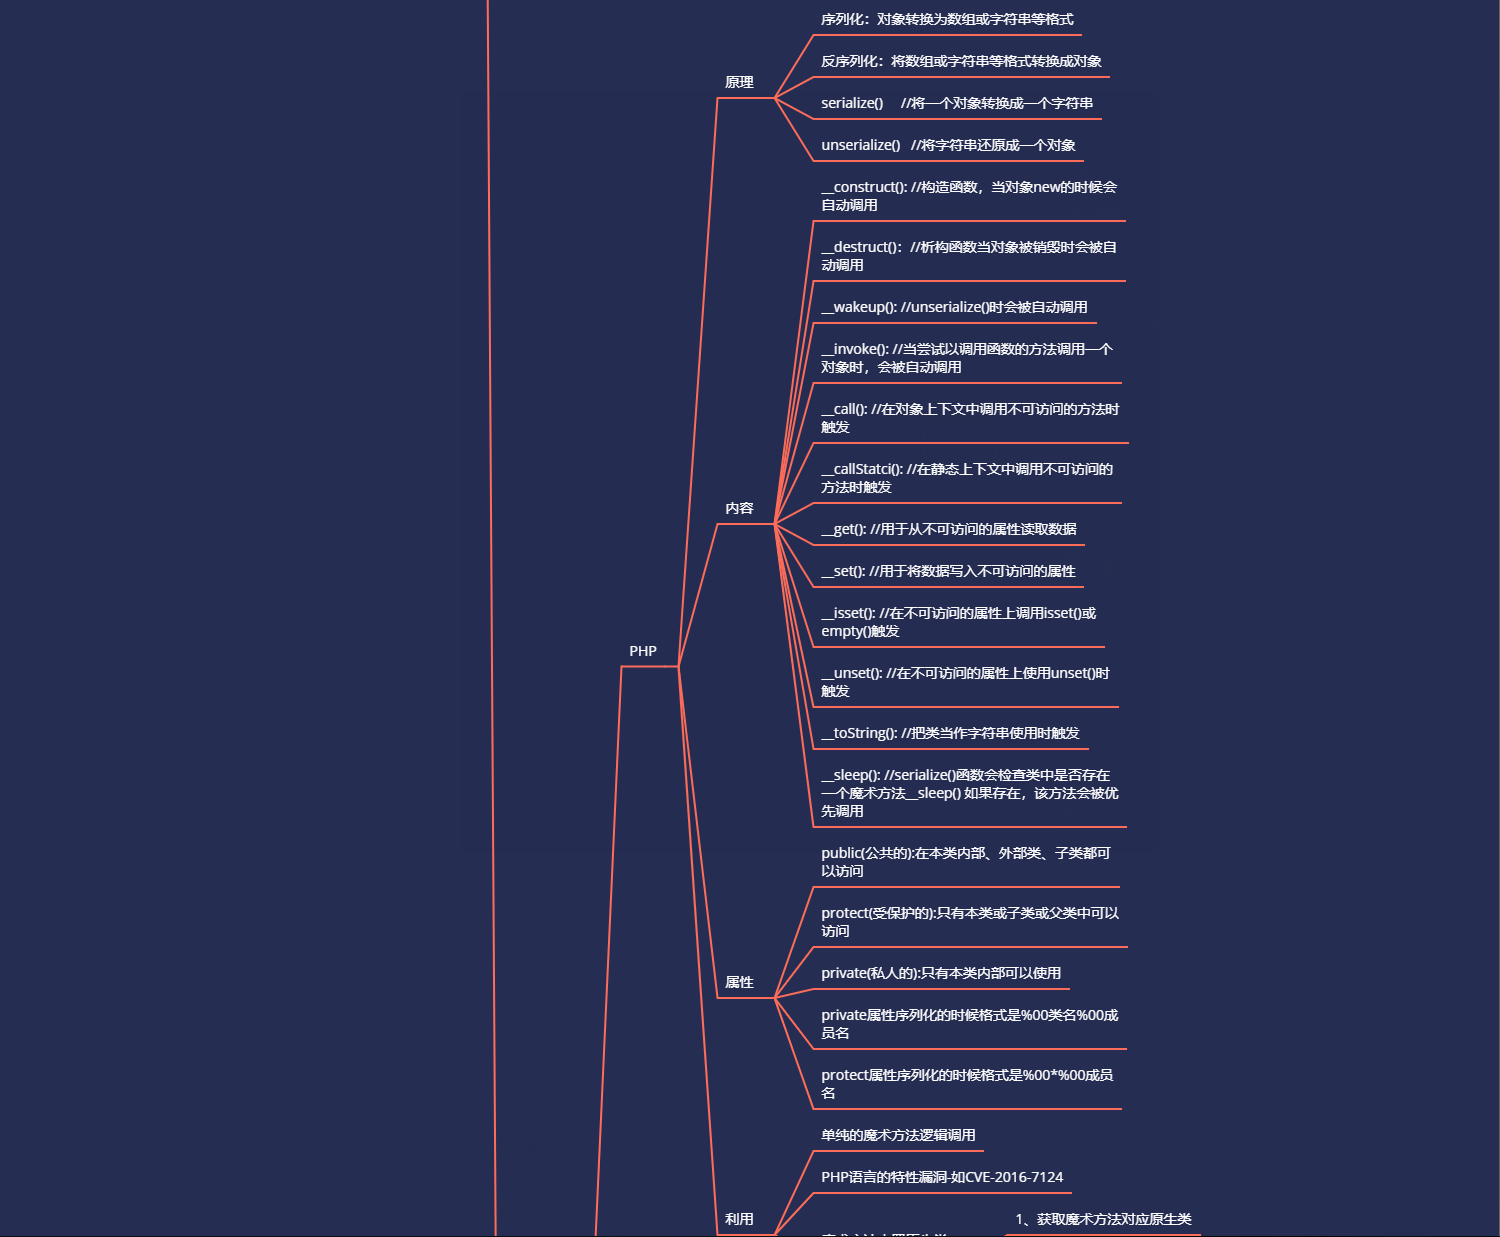 序列化：对象转换为数组或字符串等格式
反序列化：将数组或字符串等格式转换成对象
原理
serialize()     //将一个对象转换成一个字符串
unserialize()   //将字符串还原成一个对象
__construct(): //构造函数，当对象new的时候会
自动调用
__destruct()：//析构函数当对象被销毁时会被自
动调用
__wakeup(): //unserialize()时会被自动调用
__invoke(): //当尝试以调用函数的方法调用一个
对象时，会被自动调用
__call(): //在对象上下文中调用不可访问的方法时
触发
__callStatci(): //在静态上下文中调用不可访问的
方法时触发
内容
__get(): //用于从不可访问的属性读取数据
__set(): //用于将数据写入不可访问的属性
__isset(): //在不可访问的属性上调用isset()或
empty()触发
PHP
__unset(): //在不可访问的属性上使用unset()时
触发
__toString(): //把类当作字符串使用时触发
__sleep(): //serialize()函数会检查类中是否存在
一个魔术方法__sleep() 如果存在，该方法会被优
先调用
public(公共的):在本类内部、外部类、子类都可
以访问
protect(受保护的):只有本类或子类或父类中可以
访问
private(私人的):只有本类内部可以使用
属性
private属性序列化的时候格式是%00类名%00成
员名
protect属性序列化的时候格式是%00*%00成员
名
单纯的魔术方法逻辑调用
PHP语言的特性漏洞-如CVE-2016-7124
利用
1、获取魔术方法对应原生类